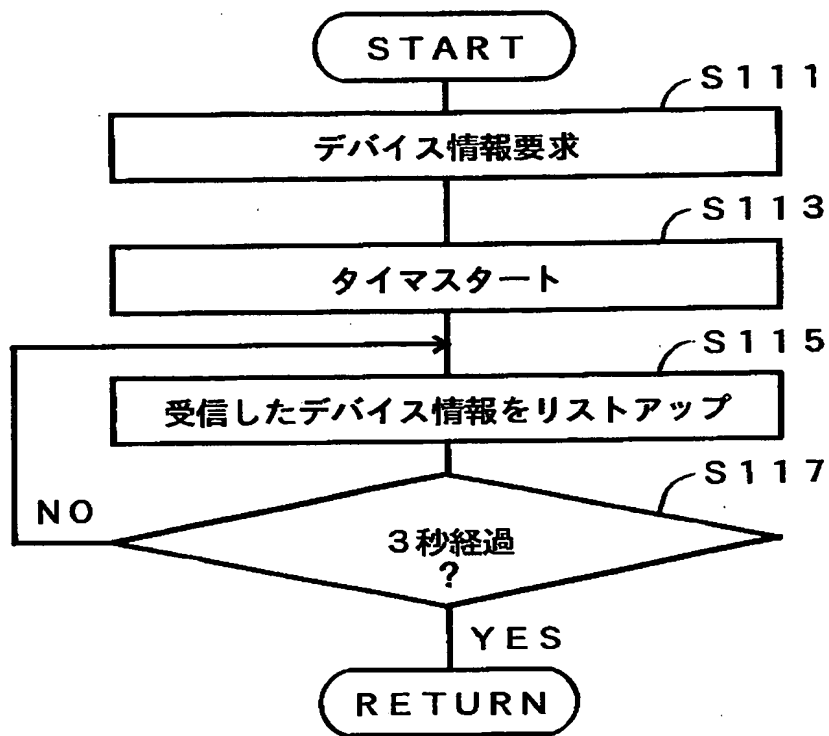 START
S111
デバイス情報要求
S113
タイマスタート
S115
受信したデバイス情報をリストアップ
S117
NO
3秒経過
?
YES
RETURN